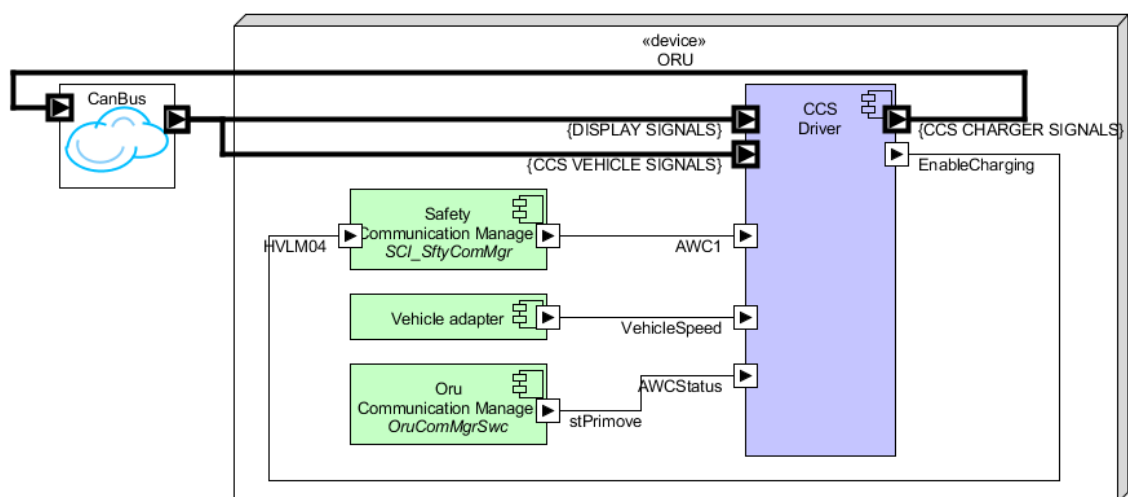 «device»
ORU
CanBus
CCS
Driver
{DISPLAY SIGNALS}
{CCS CHARGER SIGNALS}
{CCS VEHICLE SIGNALS}
EnableCharging
Safety
Communication Manage
SCI_SftyComMgr
HVLM04
AWC1
Vehicle adapter
VehicleSpeed
Oru
Communication Manage
OruComMgrSwc
AWCStatus
stPrimove